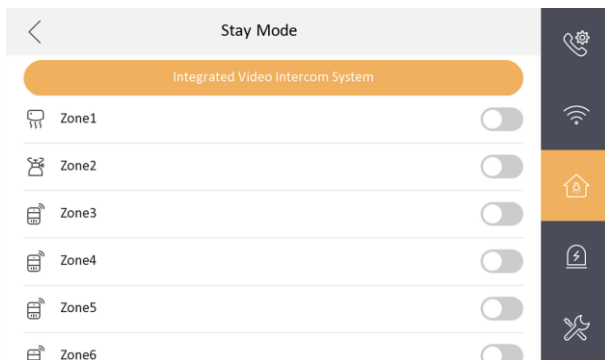 Stay Mode
Integrated Video Intercom System
Zone1
Zone2
Zone3
Zone4
Zone5
Zone6